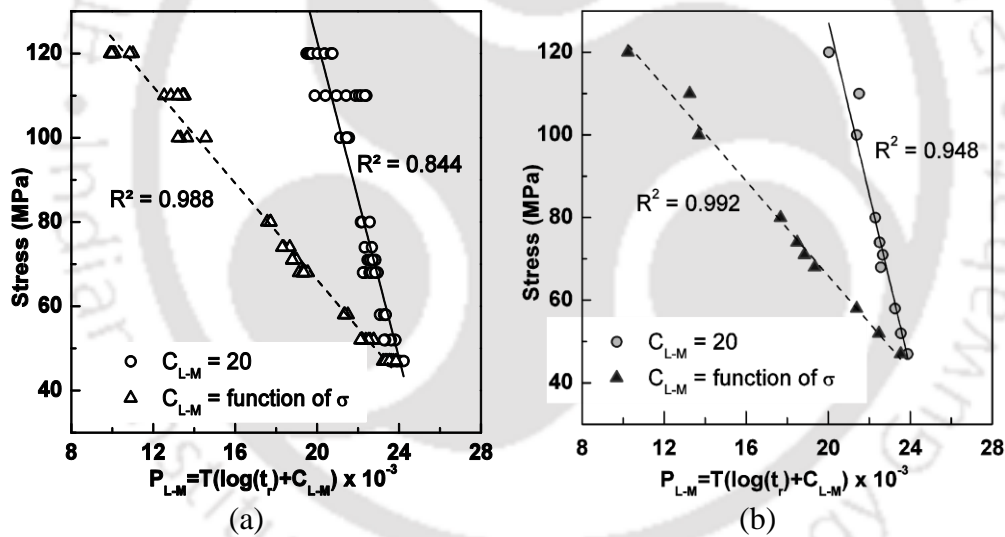 120
100
80
60
40
Stress (MPa)
R² = 0.844
R² = 0.988
C_L-M = 20
C_L-M = function of σ
8 12 16 20 24 28
P_L-M=T(log(t_r)+C_L-M) x 10^-3
(a)
120
100
80
60
40
Stress (MPa)
R² = 0.948
R² = 0.992
C_L-M = 20
C_L-M = function of σ
8 12 16 20 24 28
P_L-M=T(log(t_r)+C_L-M) x 10^-3
(b)
Indian